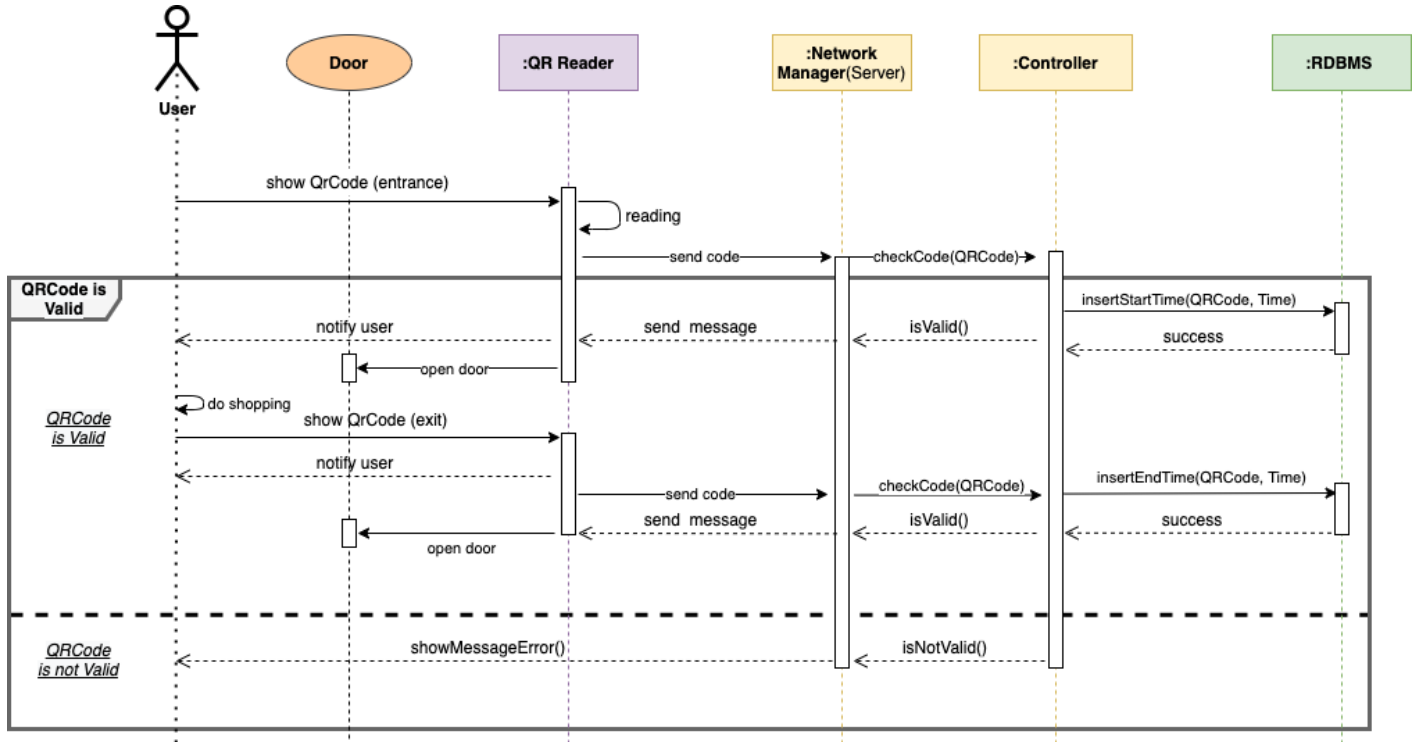 User
Door
:QR Reader
:Network
Manager(Server)
:Controller
:RDBMS
show QrCode (entrance)
reading
send code
checkCode(QRCode)
QRCode is
Valid
insertStartTime(QRCode, Time)
notify user
send message
isValid()
success
open door
do shopping
QRCode
is Valid
show QrCode (exit)
notify user
send code
checkCode(QRCode)
insertEndTime(QRCode, Time)
send message
isValid()
success
open door
QRCode
is not Valid
showMessageError()
isNotValid()